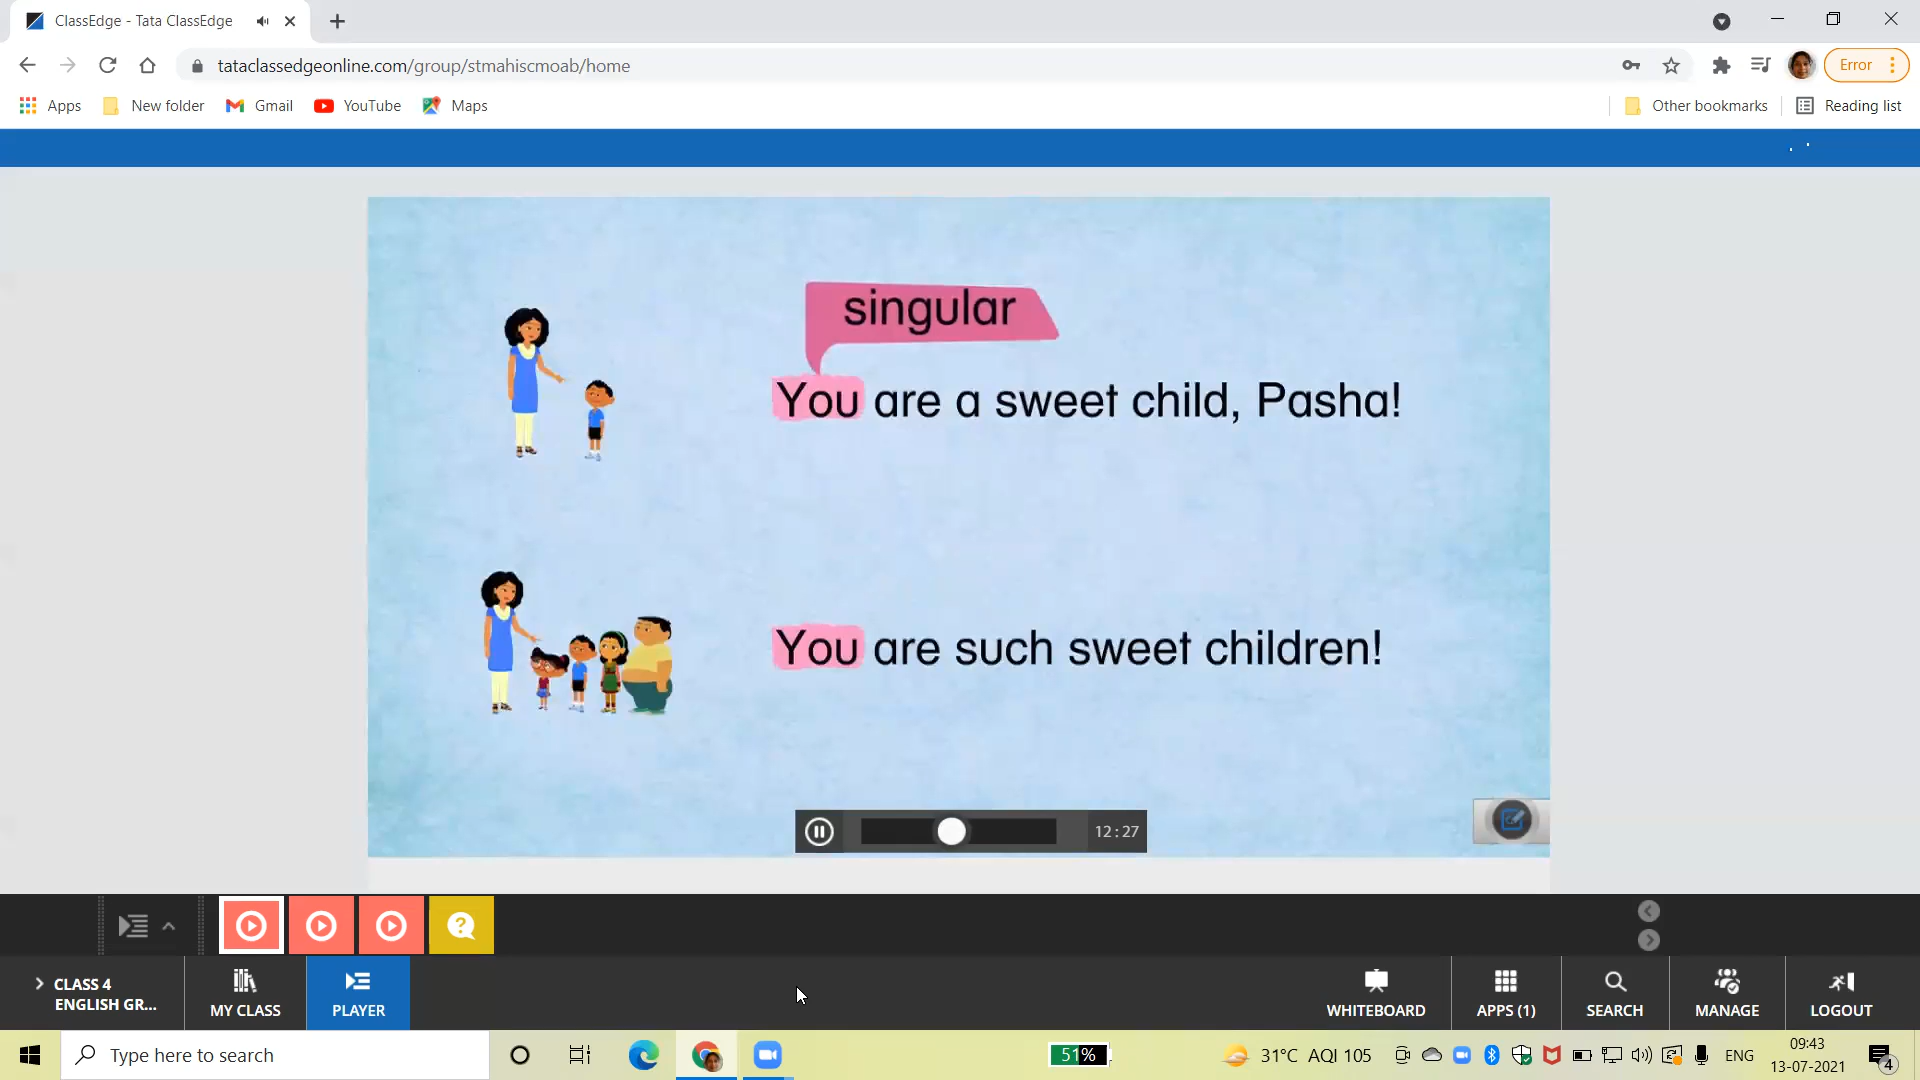 ClassEdge - Tata ClassEdge
tataclassedgeonline.com/group/stmahiscmoab/home
Error
Apps New folder Gmail YouTube Maps Other bookmarks Reading list
singular
You are a sweet child, Pasha!
You are such sweet children!
12:27
CLASS 4
ENGLISH GR...
MY CLASS
PLAYER
WHITEBOARD
APPS (1)
SEARCH
MANAGE
LOGOUT
Type here to search
51%
31°C AQI 105
ENG
09:43
13-07-2021
4